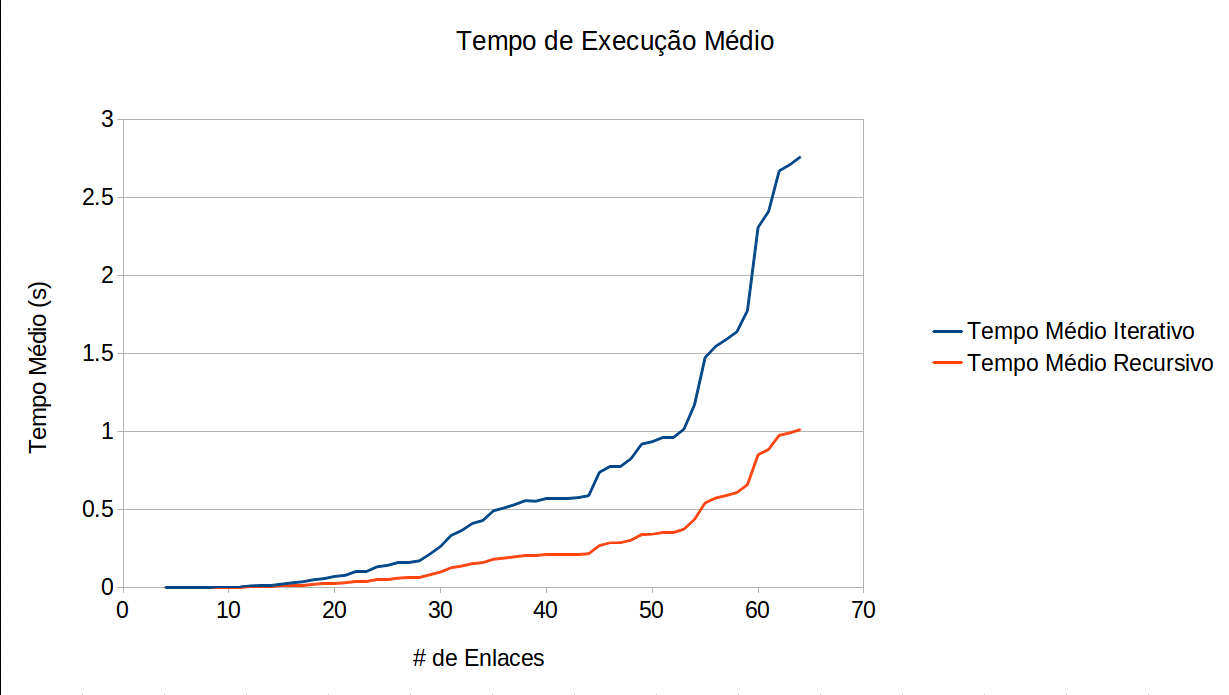 Tempo de Execução Médio
3
2.5
2
1.5
1
0.5
0
Tempo Médio (s)
0 10 20 30 40 50 60 70
# de Enlaces
Tempo Médio Iterativo
Tempo Médio Recursivo